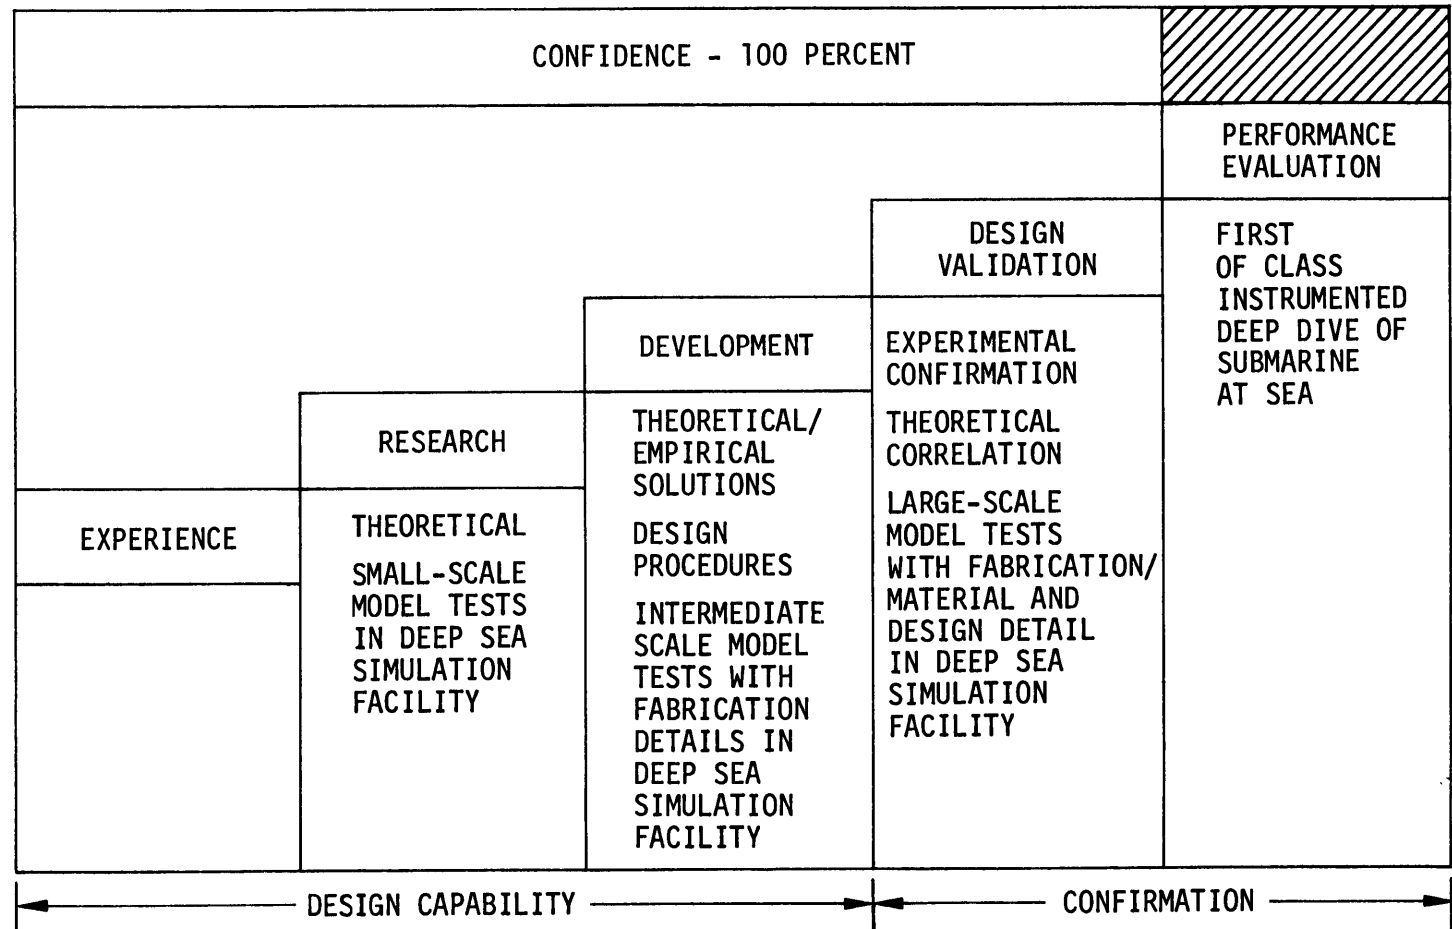 CONFIDENCE - 100 PERCENT
PERFORMANCE
EVALUATION
FIRST
OF CLASS
INSTRUMENTED
DEEP DIVE OF
SUBMARINE
AT SEA
DESIGN
VALIDATION
EXPERIMENTAL
CONFIRMATION
THEORETICAL
CORRELATION
LARGE-SCALE
MODEL TESTS
WITH FABRICATION/
MATERIAL AND
DESIGN DETAIL
IN DEEP SEA
SIMULATION
FACILITY
DEVELOPMENT
THEORETICAL/
EMPIRICAL
SOLUTIONS
DESIGN
PROCEDURES
INTERMEDIATE
SCALE MODEL
TESTS WITH
FABRICATION
DETAILS IN
DEEP SEA
SIMULATION
FACILITY
RESEARCH
THEORETICAL
SMALL-SCALE
MODEL TESTS
IN DEEP SEA
SIMULATION
FACILITY
EXPERIENCE
DESIGN CAPABILITY
CONFIRMATION